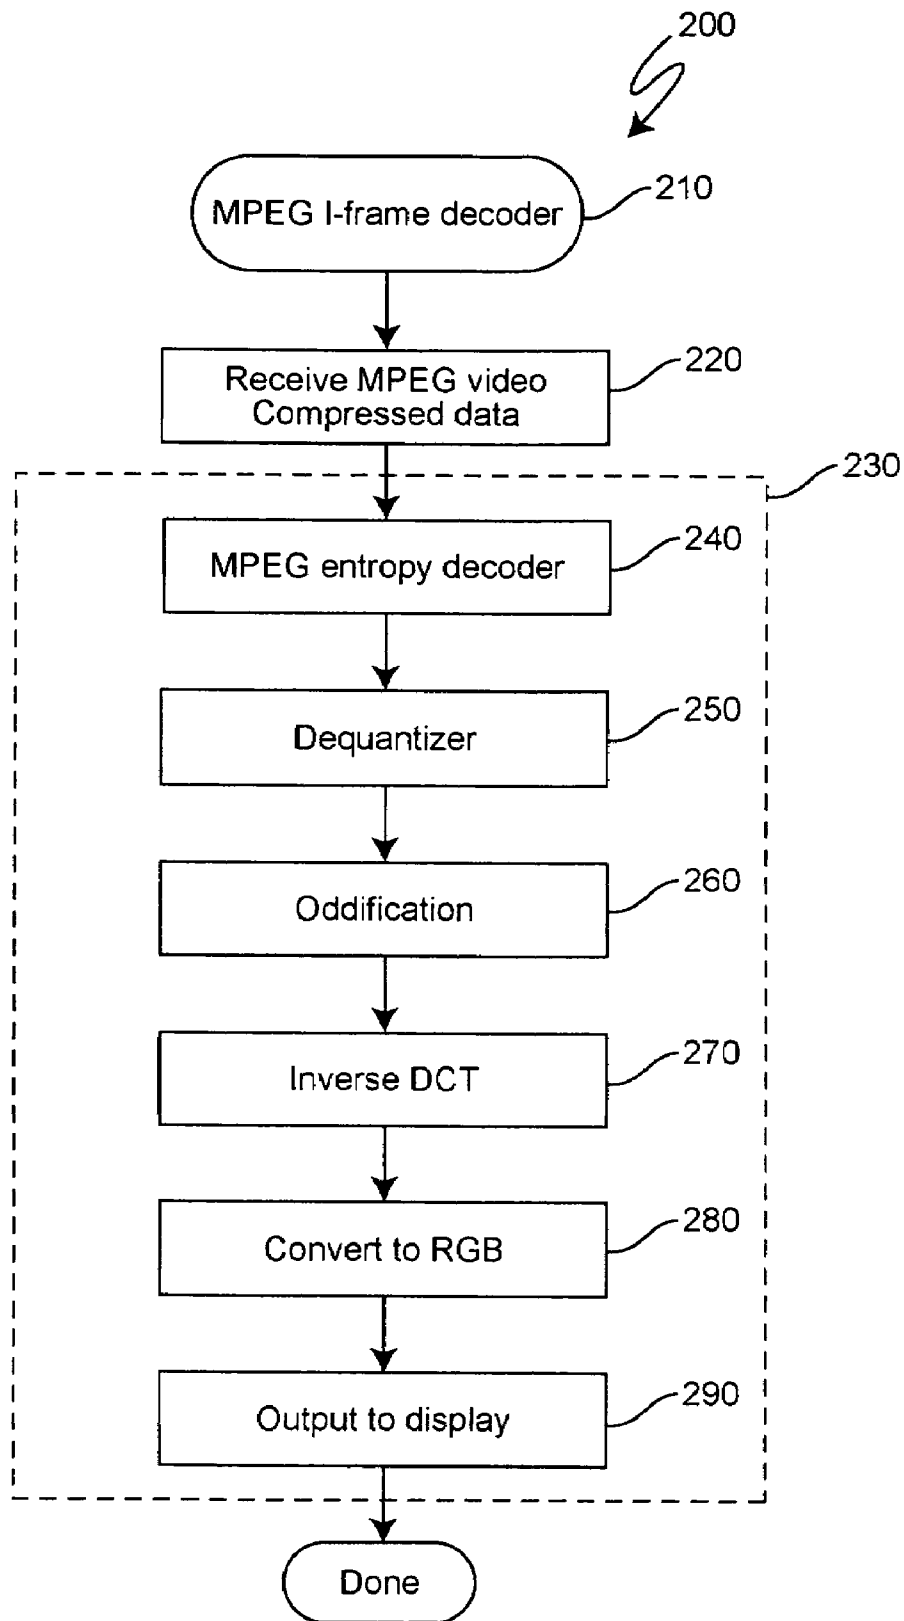 200
MPEG I-frame decoder
210
Receive MPEG video
Compressed data
220
230
MPEG entropy decoder
240
Dequantizer
250
Oddification
260
Inverse DCT
270
Convert to RGB
280
Output to display
290
Done